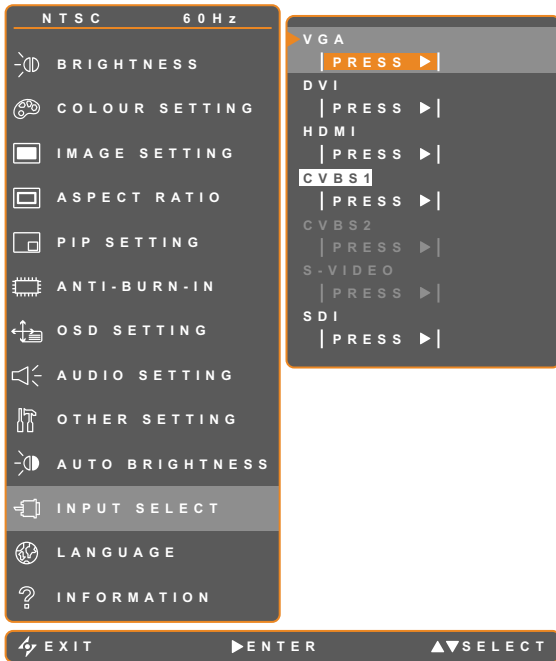 NTSC 60Hz
BRIGHTNESS
COLOUR SETTING
IMAGE SETTING
ASPECT RATIO
PIP SETTING
ANTI-BURN-IN
OSD SETTING
AUDIO SETTING
OTHER SETTING
AUTO BRIGHTNESS
INPUT SELECT
LANGUAGE
INFORMATION
VGA
PRESS ▶
DVI
PRESS ▶
HDMI
PRESS ▶
CVBS1
PRESS ▶
CVBS2
PRESS ▶
S-VIDEO
PRESS ▶
SDI
PRESS ▶
EXIT ▶ENTER ▲▼SELECT